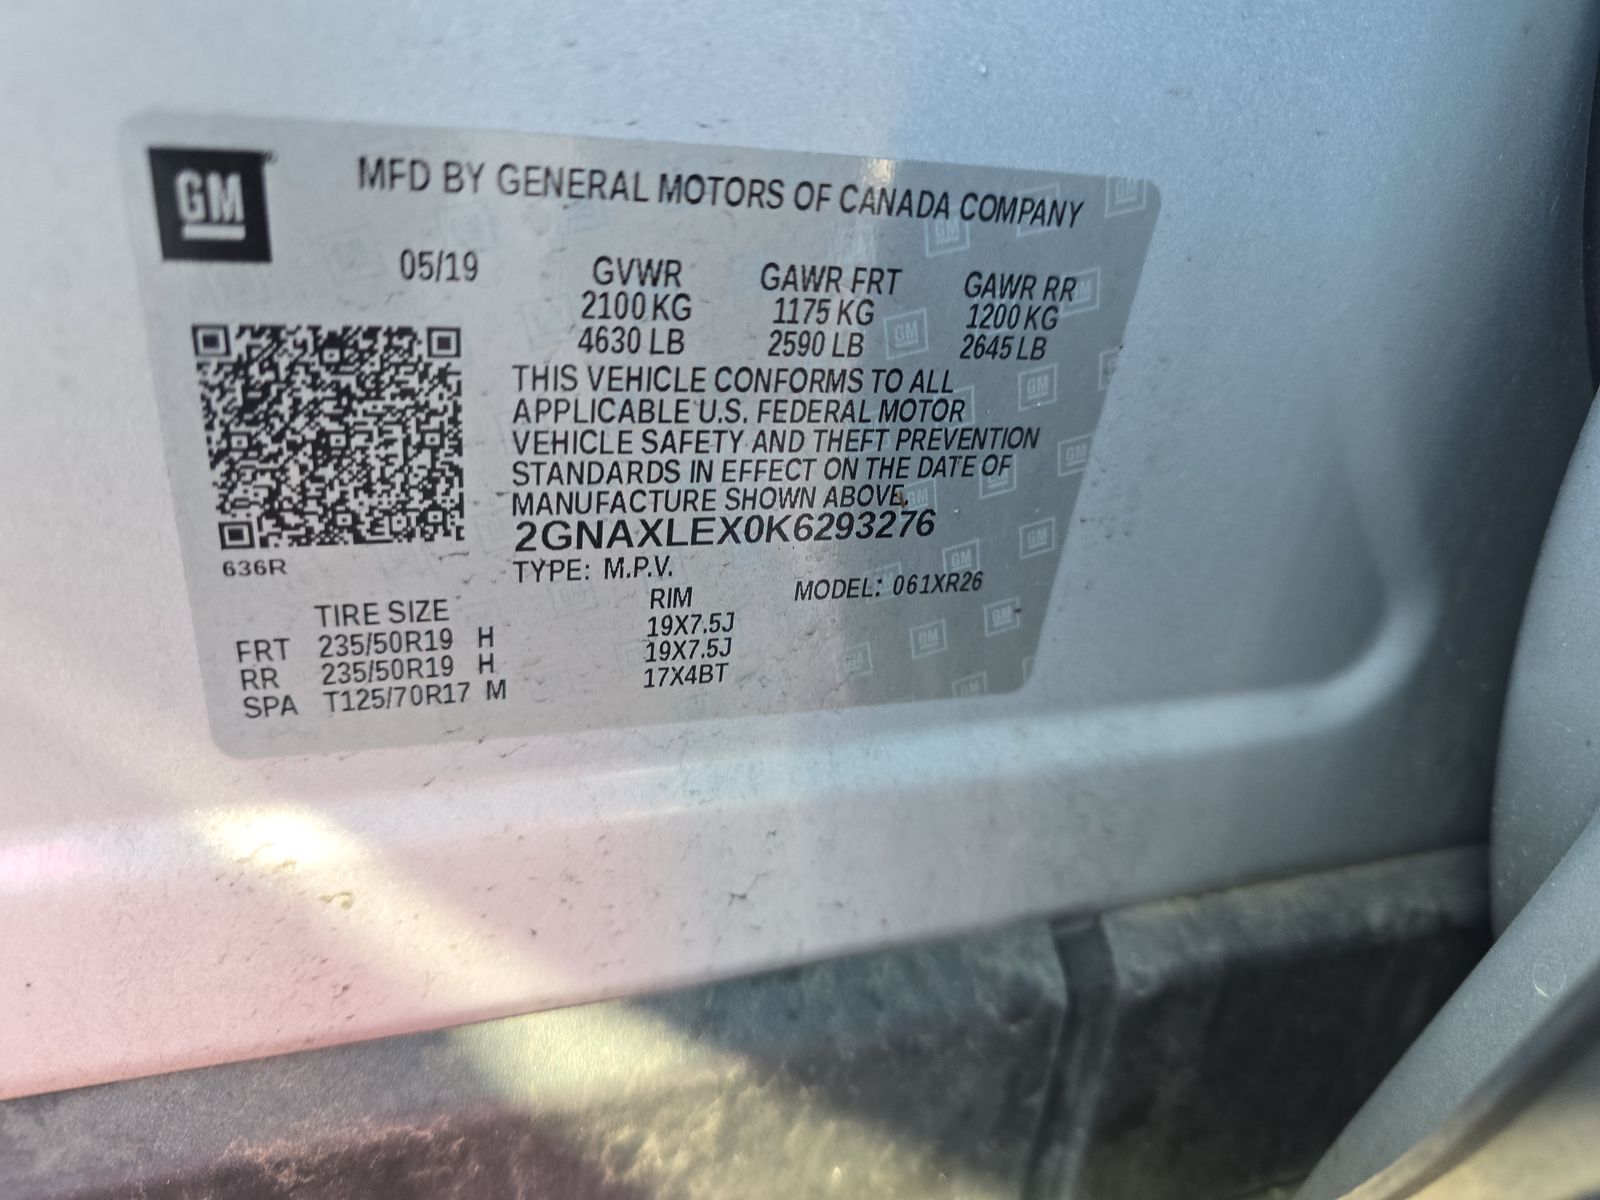 GM
MFD BY GENERAL MOTORS OF CANADA COMPANY
05/19 GVWR GAWR FRT GAWR RR
2100 KG 1175 KG 1200 KG
4630 LB 2590 LB 2645 LB
THIS VEHICLE CONFORMS TO ALL
APPLICABLE U.S. FEDERAL MOTOR
VEHICLE SAFETY AND THEFT PREVENTION
STANDARDS IN EFFECT ON THE DATE OF
MANUFACTURE SHOWN ABOVE.
2GNAXLEX0K6293276
636R
TYPE: M.P.V. MODEL: 061XR26
TIRE SIZE RIM
FRT 235/50R19 H 19X7.5J
RR 235/50R19 H 19X7.5J
SPA T125/70R17 M 17X4BT